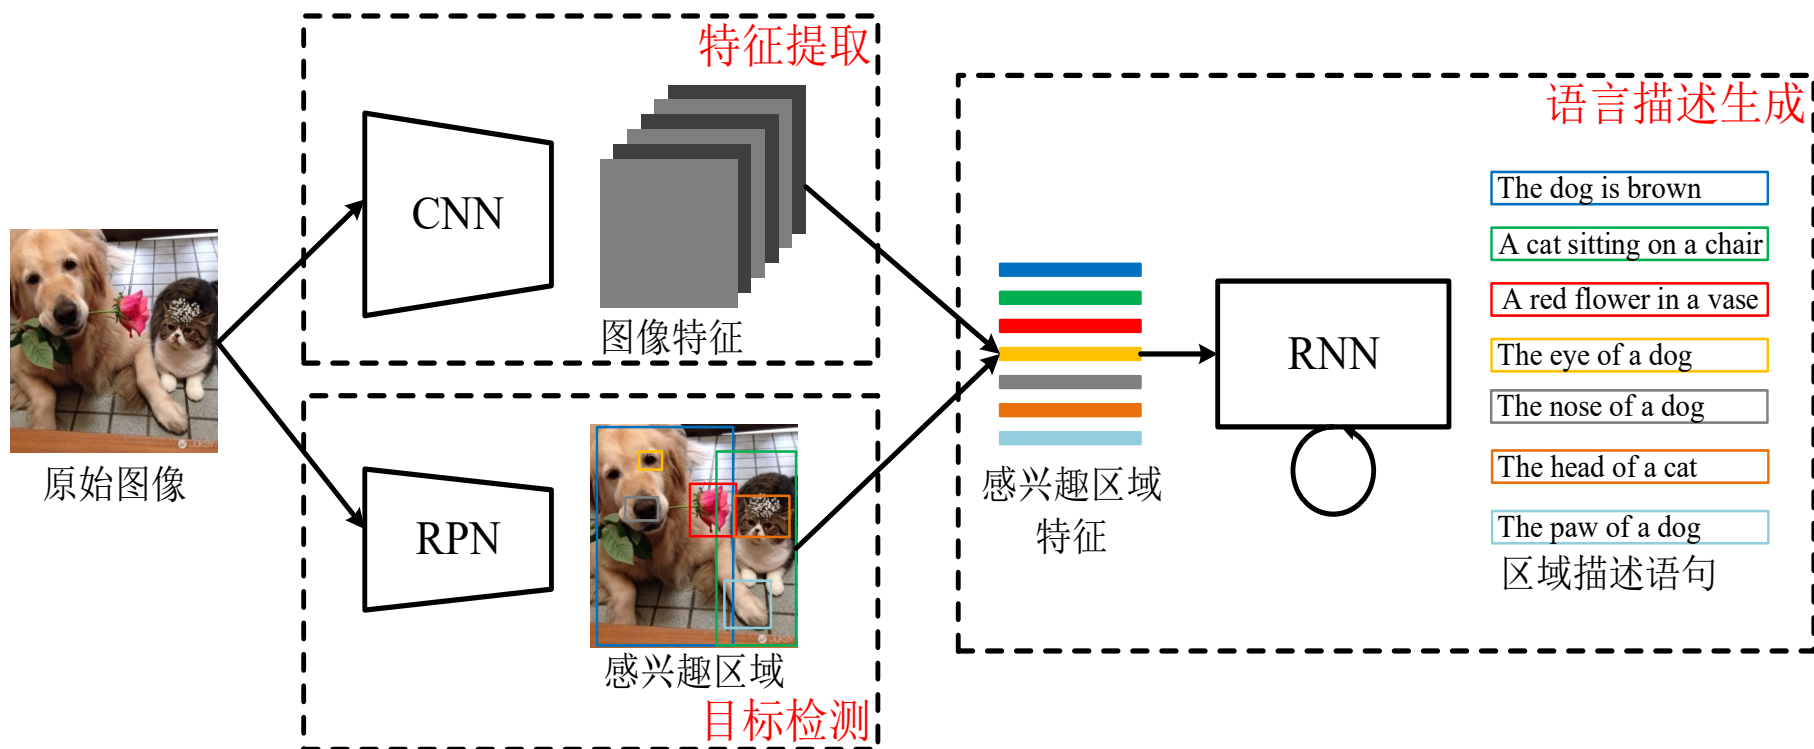 特征提取
CNN
图像特征
原始图像
RPN
感兴趣区域
目标检测
语言描述生成
感兴趣区域
特征
RNN
The dog is brown
A cat sitting on a chair
A red flower in a vase
The eye of a dog
The nose of a dog
The head of a cat
The paw of a dog
区域描述语句